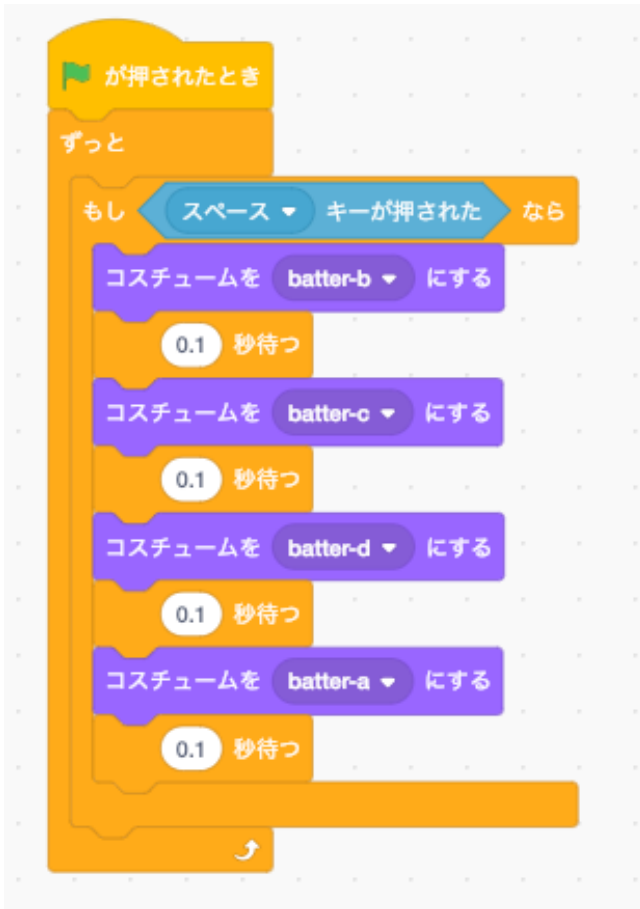 が押されたとき
ずっと
もし スペース キーが押された なら
コスチュームを batter-b にする
0.1 秒待つ
コスチュームを batter-c にする
0.1 秒待つ
コスチュームを batter-d にする
0.1 秒待つ
コスチュームを batter-a にする
0.1 秒待つ